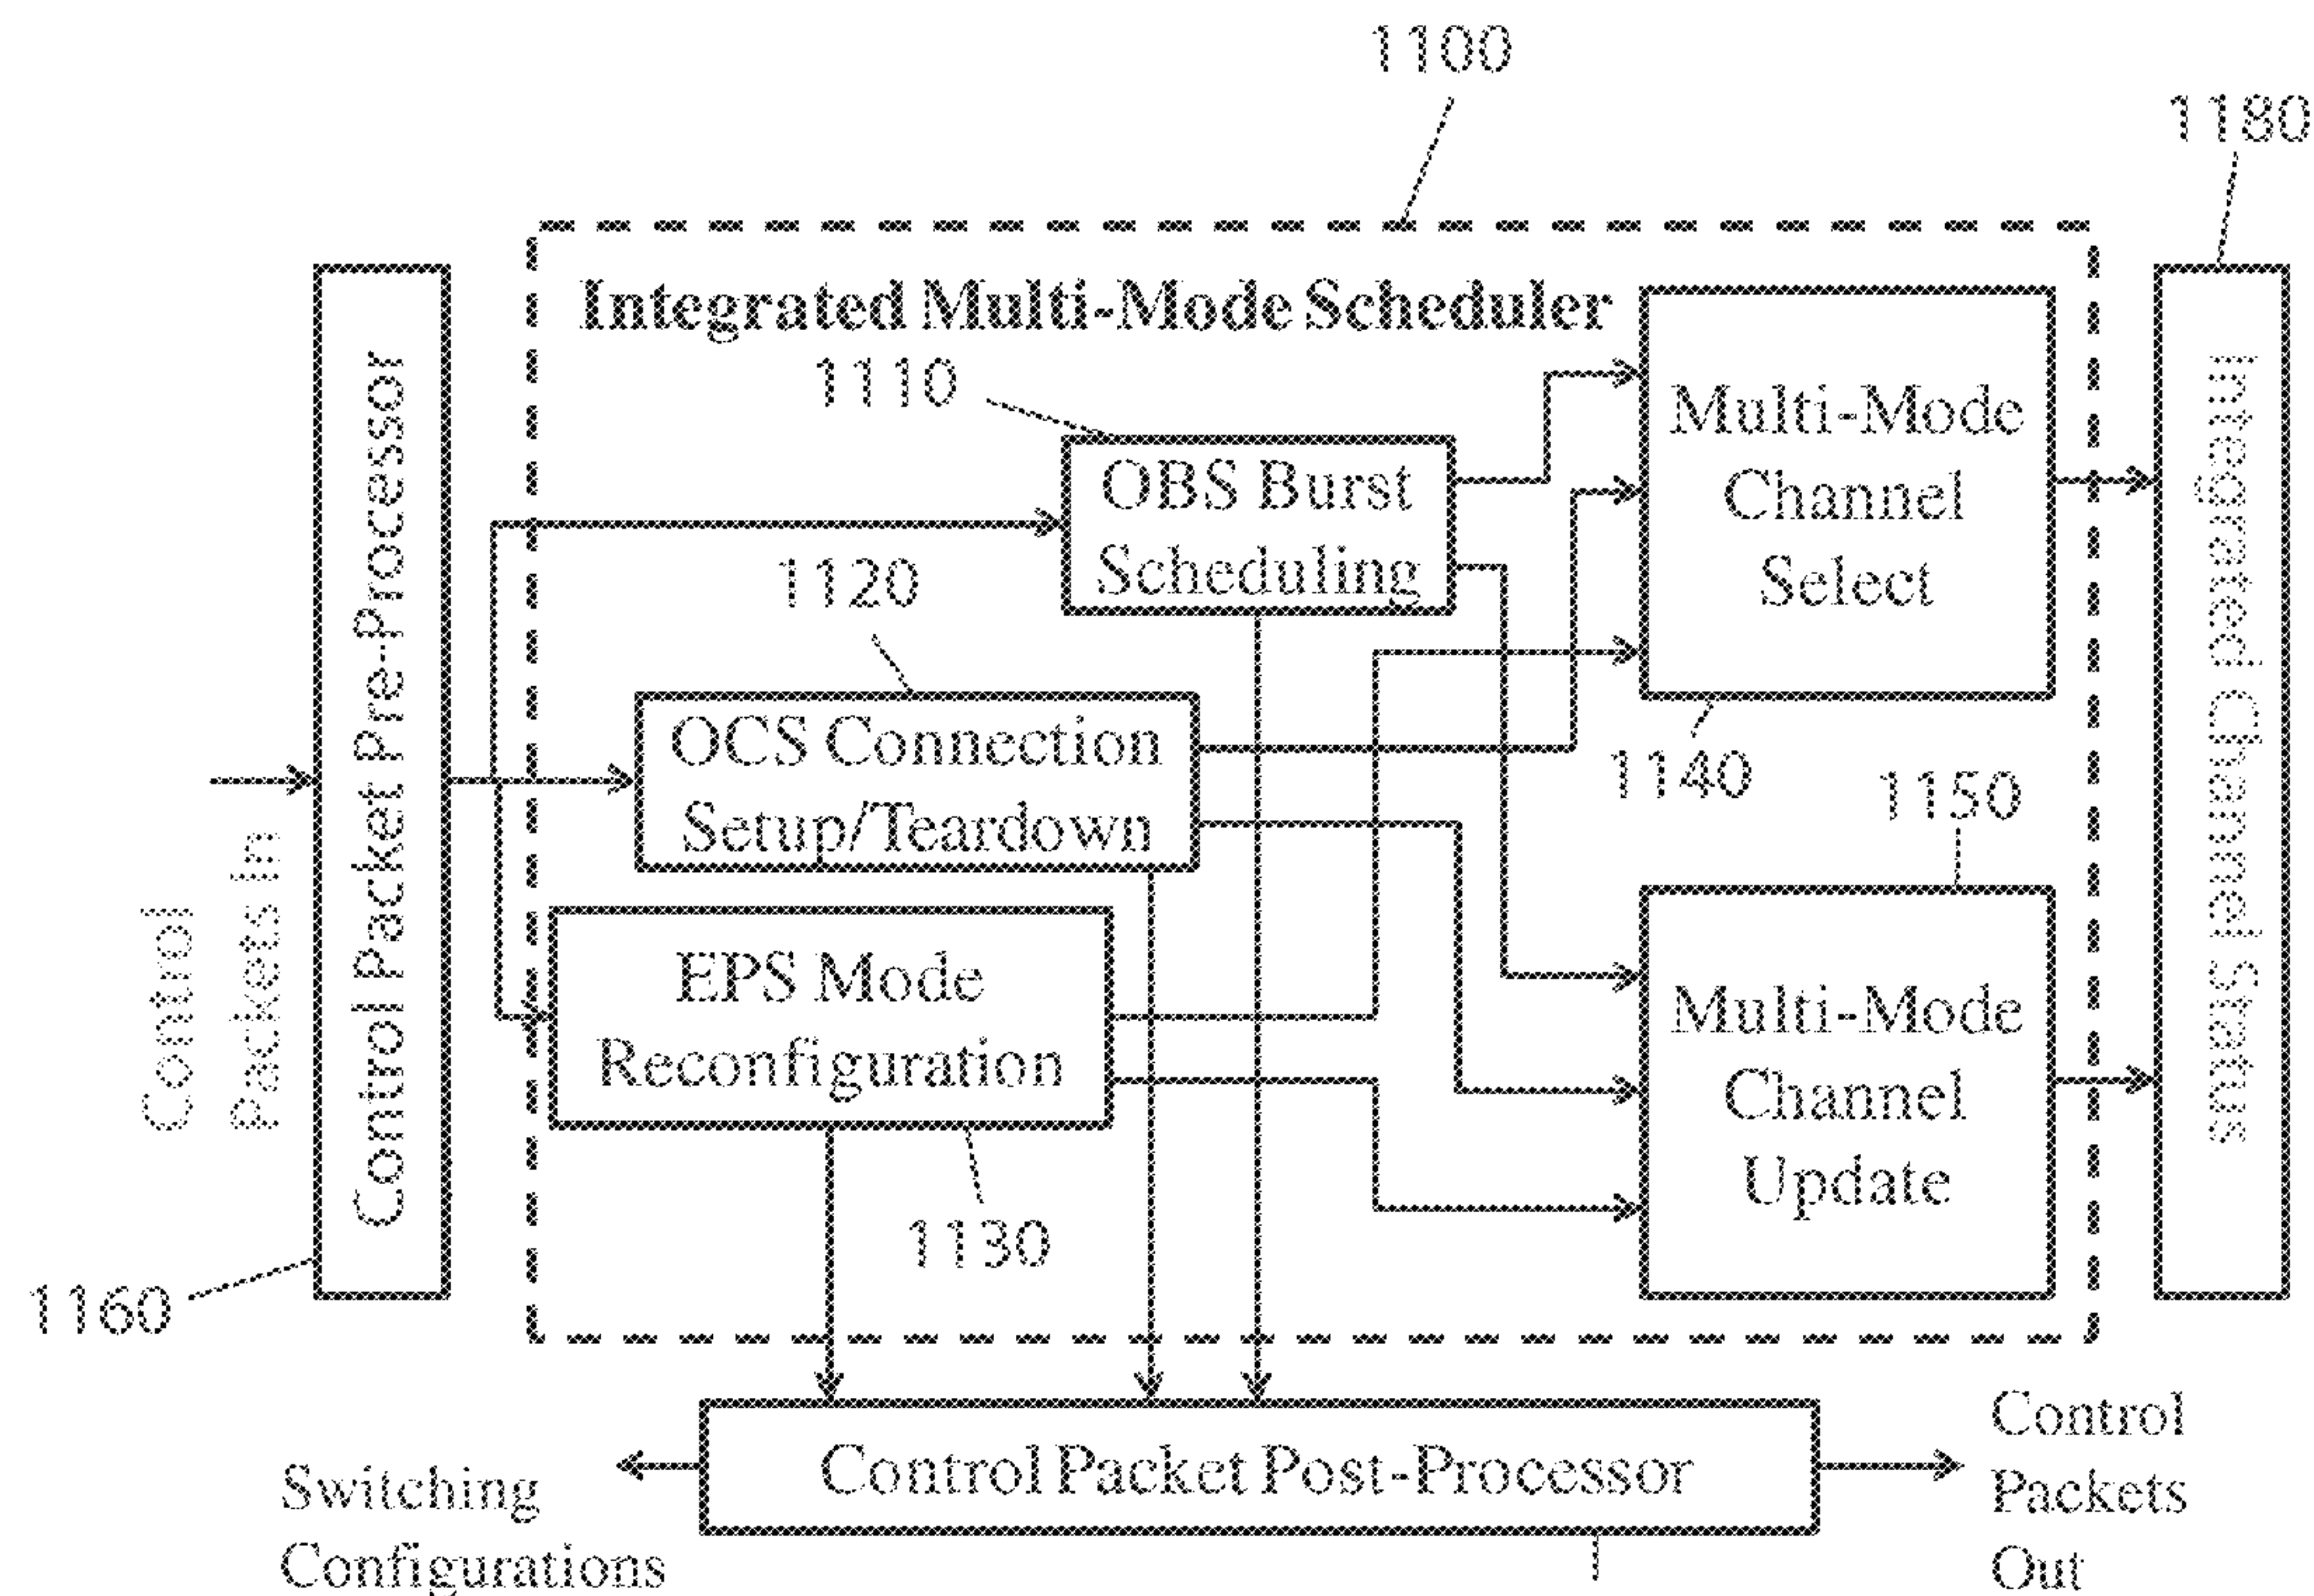 1100
1180
Integrated Multi-Mode Scheduler
1110
OBS Burst
Scheduling
Multi-Mode
Channel
Select
1120
OCS Connection
Setup/Teardown
1140
1150
EPS Mode
Reconfiguration
Multi-Mode
Channel
Update
1130
Control
Packets In
Control Packet Pre-Processor
1160
Integrated Channel Status
Control Packet Post-Processor
Switching
Configurations
Control
Packets
Out